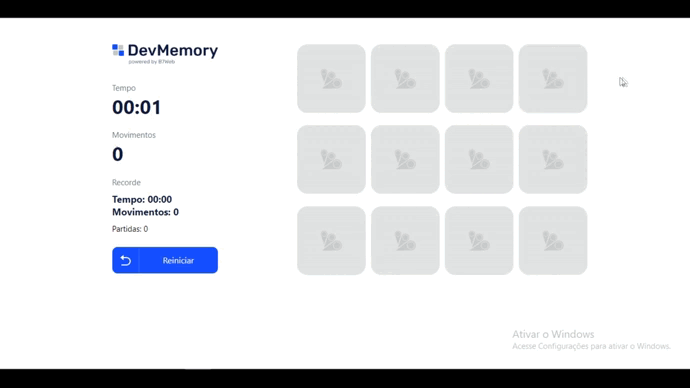 DevMemory
powered by B7Web
Tempo
00:01
Movimentos
0
Recorde
Tempo: 00:00
Movimentos: 0
Partidas: 0
Reiniciar
Ativar o Windows
Acesse Configurações para ativar o Windows.